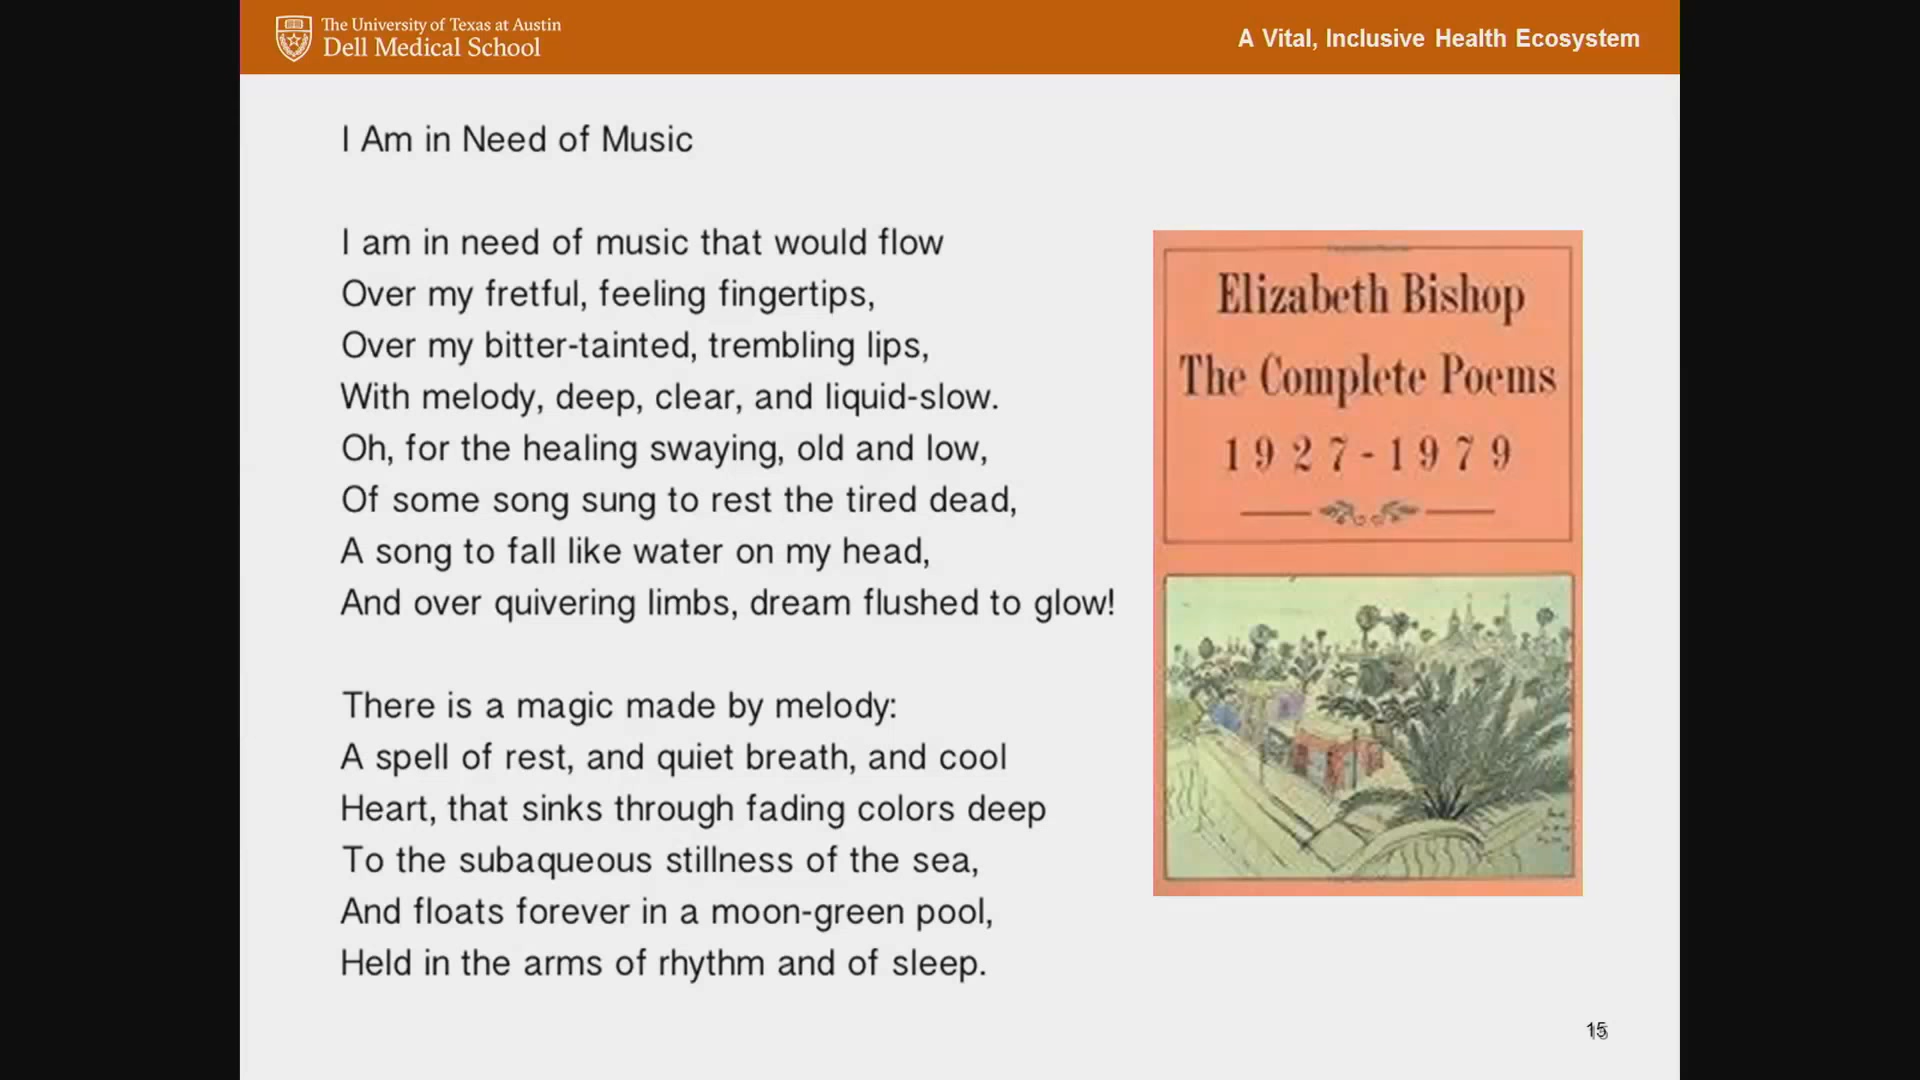 The University of Texas at Austin
Dell Medical School
A Vital, Inclusive Health Ecosystem
I Am in Need of Music
I am in need of music that would flow
Over my fretful, feeling fingertips,
Over my bitter-tainted, trembling lips,
With melody, deep, clear, and liquid-slow.
Oh, for the healing swaying, old and low,
Of some song sung to rest the tired dead,
A song to fall like water on my head,
And over quivering limbs, dream flushed to glow!
There is a magic made by melody:
A spell of rest, and quiet breath, and cool
Heart, that sinks through fading colors deep
To the subaqueous stillness of the sea,
And floats forever in a moon-green pool,
Held in the arms of rhythm and of sleep.
Elizabeth Bishop
The Complete Poems
1927-1979
15